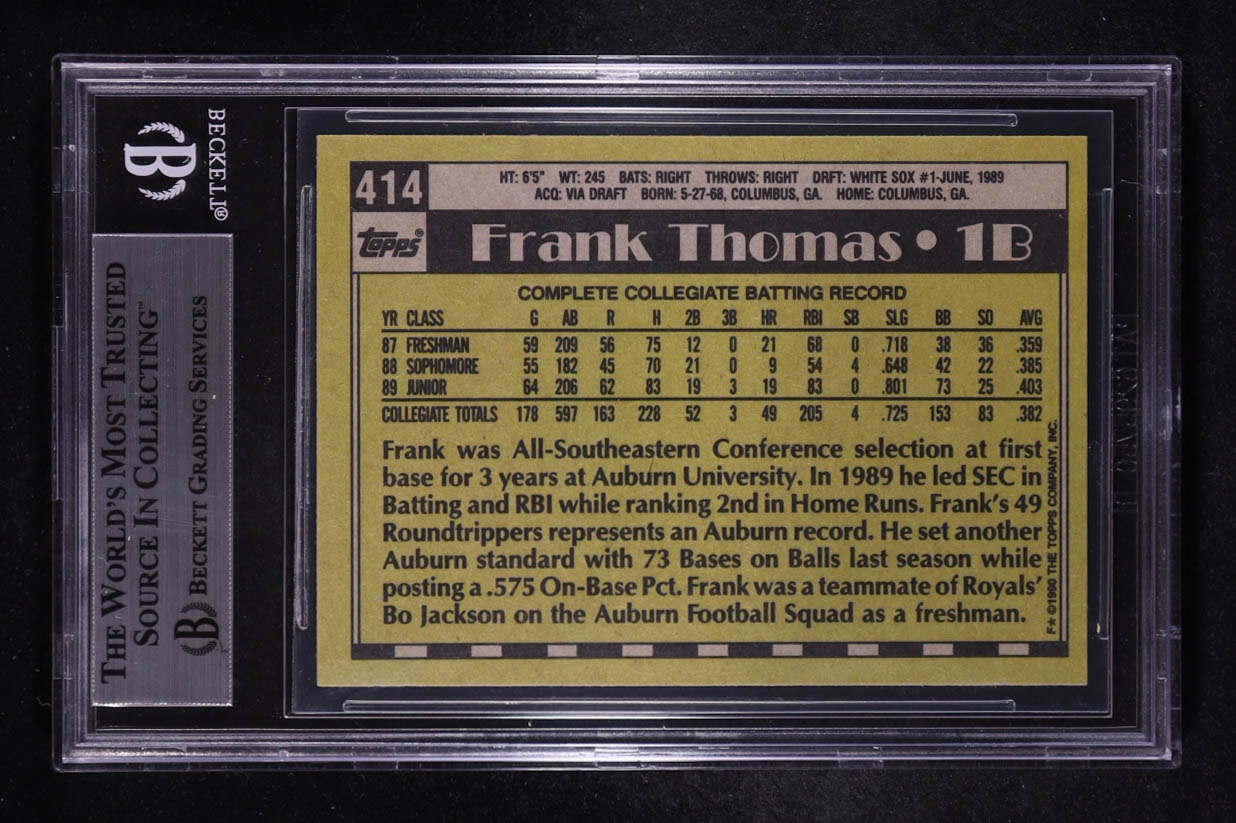 BECKETT®
B
THE WORLD'S MOST TRUSTED
SOURCE IN COLLECTING™
B BECKETT GRADING SERVICES
414
HT: 6'5" WT: 245 BATS: RIGHT THROWS: RIGHT DRFT: WHITE SOX #1-JUNE, 1989
ACQ: VIA DRAFT BORN: 5-27-68, COLUMBUS, GA. HOME: COLUMBUS, GA.
topps® Frank Thomas • 1B
COMPLETE COLLEGIATE BATTING RECORD
YR CLASS G AB R H 2B 3B HR RBI SB SLG BB SO AVG
87 FRESHMAN 59 209 56 75 12 0 21 68 0 .718 38 36 .359
88 SOPHOMORE 55 182 45 70 21 0 9 54 4 .648 42 22 .385
89 JUNIOR 64 206 62 83 19 3 19 83 0 .801 73 25 .403
COLLEGIATE TOTALS 178 597 163 228 52 3 49 205 4 .725 153 83 .382
Frank was All-Southeastern Conference selection at first
base for 3 years at Auburn University. In 1989 he led SEC in
Batting and RBI while ranking 2nd in Home Runs. Frank's 49
Roundtrippers represents an Auburn record. He set another
Auburn standard with 73 Bases on Balls last season while
posting a .575 On-Base Pct. Frank was a teammate of Royals'
Bo Jackson on the Auburn Football Squad as a freshman.
F★ ©1990 THE TOPPS COMPANY, INC.